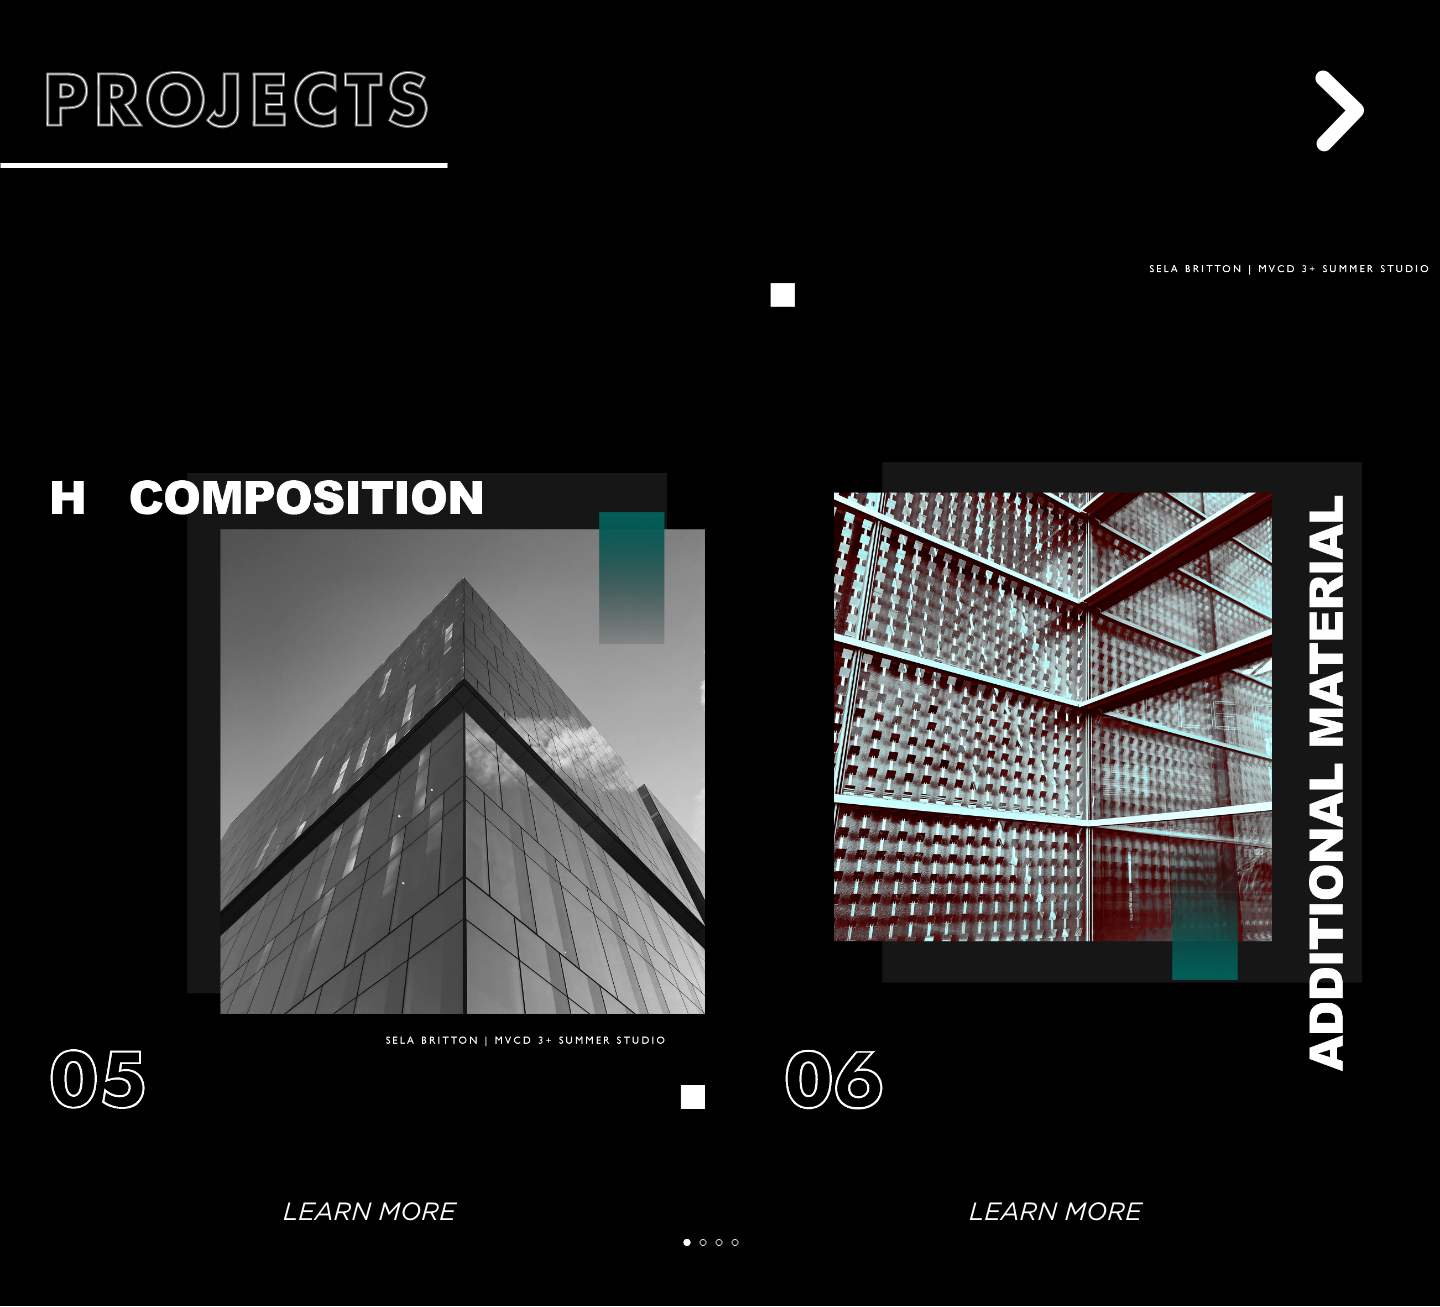 PROJECTS
SELA BRITTON | MVCD 3+ SUMMER STUDIO
H COMPOSITION
ADDITIONAL MATERIAL
SELA BRITTON | MVCD 3+ SUMMER STUDIO
05
06
LEARN MORE
LEARN MORE